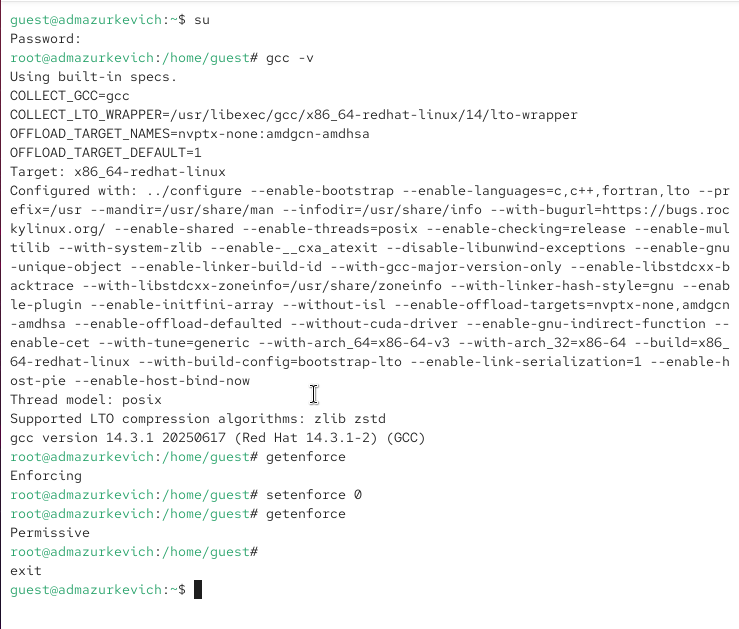 guest@admazurkevich:~$ su
Password:
root@admazurkevich:/home/guest# gcc -v
Using built-in specs.
COLLECT_GCC=gcc
COLLECT_LTO_WRAPPER=/usr/libexec/gcc/x86_64-redhat-linux/14/lto-wrapper
OFFLOAD_TARGET_NAMES=nvptx-none:amdgcn-amdhsa
OFFLOAD_TARGET_DEFAULT=1
Target: x86_64-redhat-linux
Configured with: ../configure --enable-bootstrap --enable-languages=c,c++,fortran,lto --pr
efix=/usr --mandir=/usr/share/man --infodir=/usr/share/info --with-bugurl=https://bugs.roc
kylinux.org/ --enable-shared --enable-threads=posix --enable-checking=release --enable-mul
tilib --with-system-zlib --enable-__cxa_atexit --disable-libunwind-exceptions --enable-gnu
-unique-object --enable-linker-build-id --with-gcc-major-version-only --enable-libstdcxx-b
acktrace --with-libstdcxx-zoneinfo=/usr/share/zoneinfo --with-linker-hash-style=gnu --enab
le-plugin --enable-initfini-array --without-isl --enable-offload-targets=nvptx-none,amdgcn
-amdhsa --enable-offload-defaulted --without-cuda-driver --enable-gnu-indirect-function --
enable-cet --with-tune=generic --with-arch_64=x86-64-v3 --with-arch_32=x86-64 --build=x86_
64-redhat-linux --with-build-config=bootstrap-lto --enable-link-serialization=1 --enable-h
ost-pie --enable-host-bind-now
Thread model: posix
Supported LTO compression algorithms: zlib zstd
gcc version 14.3.1 20250617 (Red Hat 14.3.1-2) (GCC)
root@admazurkevich:/home/guest# getenforce
Enforcing
root@admazurkevich:/home/guest# setenforce 0
root@admazurkevich:/home/guest# getenforce
Permissive
root@admazurkevich:/home/guest#
exit
guest@admazurkevich:~$